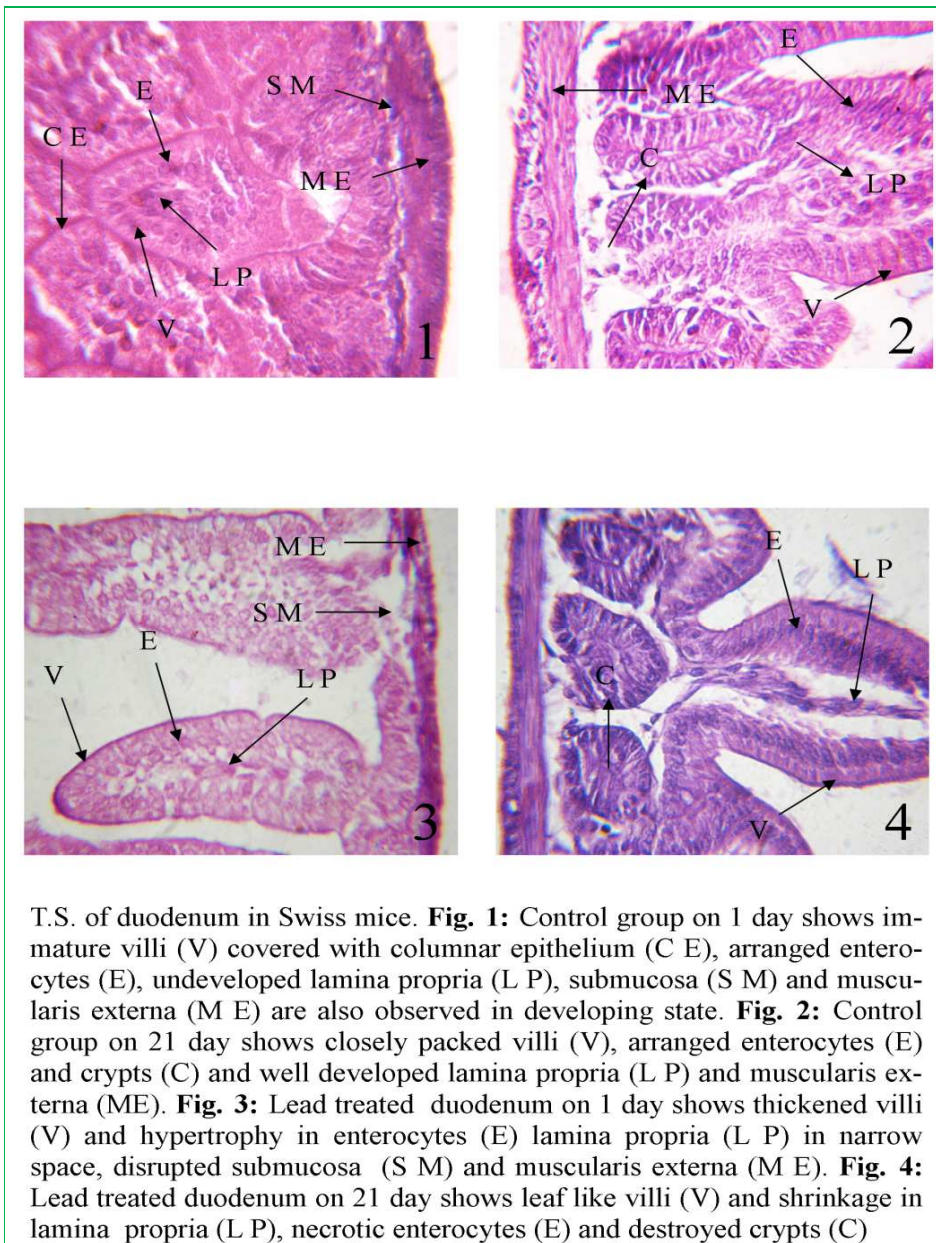 E
S M
C E
M E
L P
V
1
E
M E
C
L P
V
2
M E
S M
E
V
L P
3
E
L P
C
V
4
T.S. of duodenum in Swiss mice. Fig. 1: Control group on 1 day shows im-
mature villi (V) covered with columnar epithelium (C E), arranged entero-
cytes (E), undeveloped lamina propria (L P), submucosa (S M) and muscu-
laris externa (M E) are also observed in developing state. Fig. 2: Control
group on 21 day shows closely packed villi (V), arranged enterocytes (E)
and crypts (C) and well developed lamina propria (L P) and muscularis ex-
terna (ME). Fig. 3: Lead treated duodenum on 1 day shows thickened villi
(V) and hypertrophy in enterocytes (E) lamina propria (L P) in narrow
space, disrupted submucosa (S M) and muscularis externa (M E). Fig. 4:
Lead treated duodenum on 21 day shows leaf like villi (V) and shrinkage in
lamina propria (L P), necrotic enterocytes (E) and destroyed crypts (C)